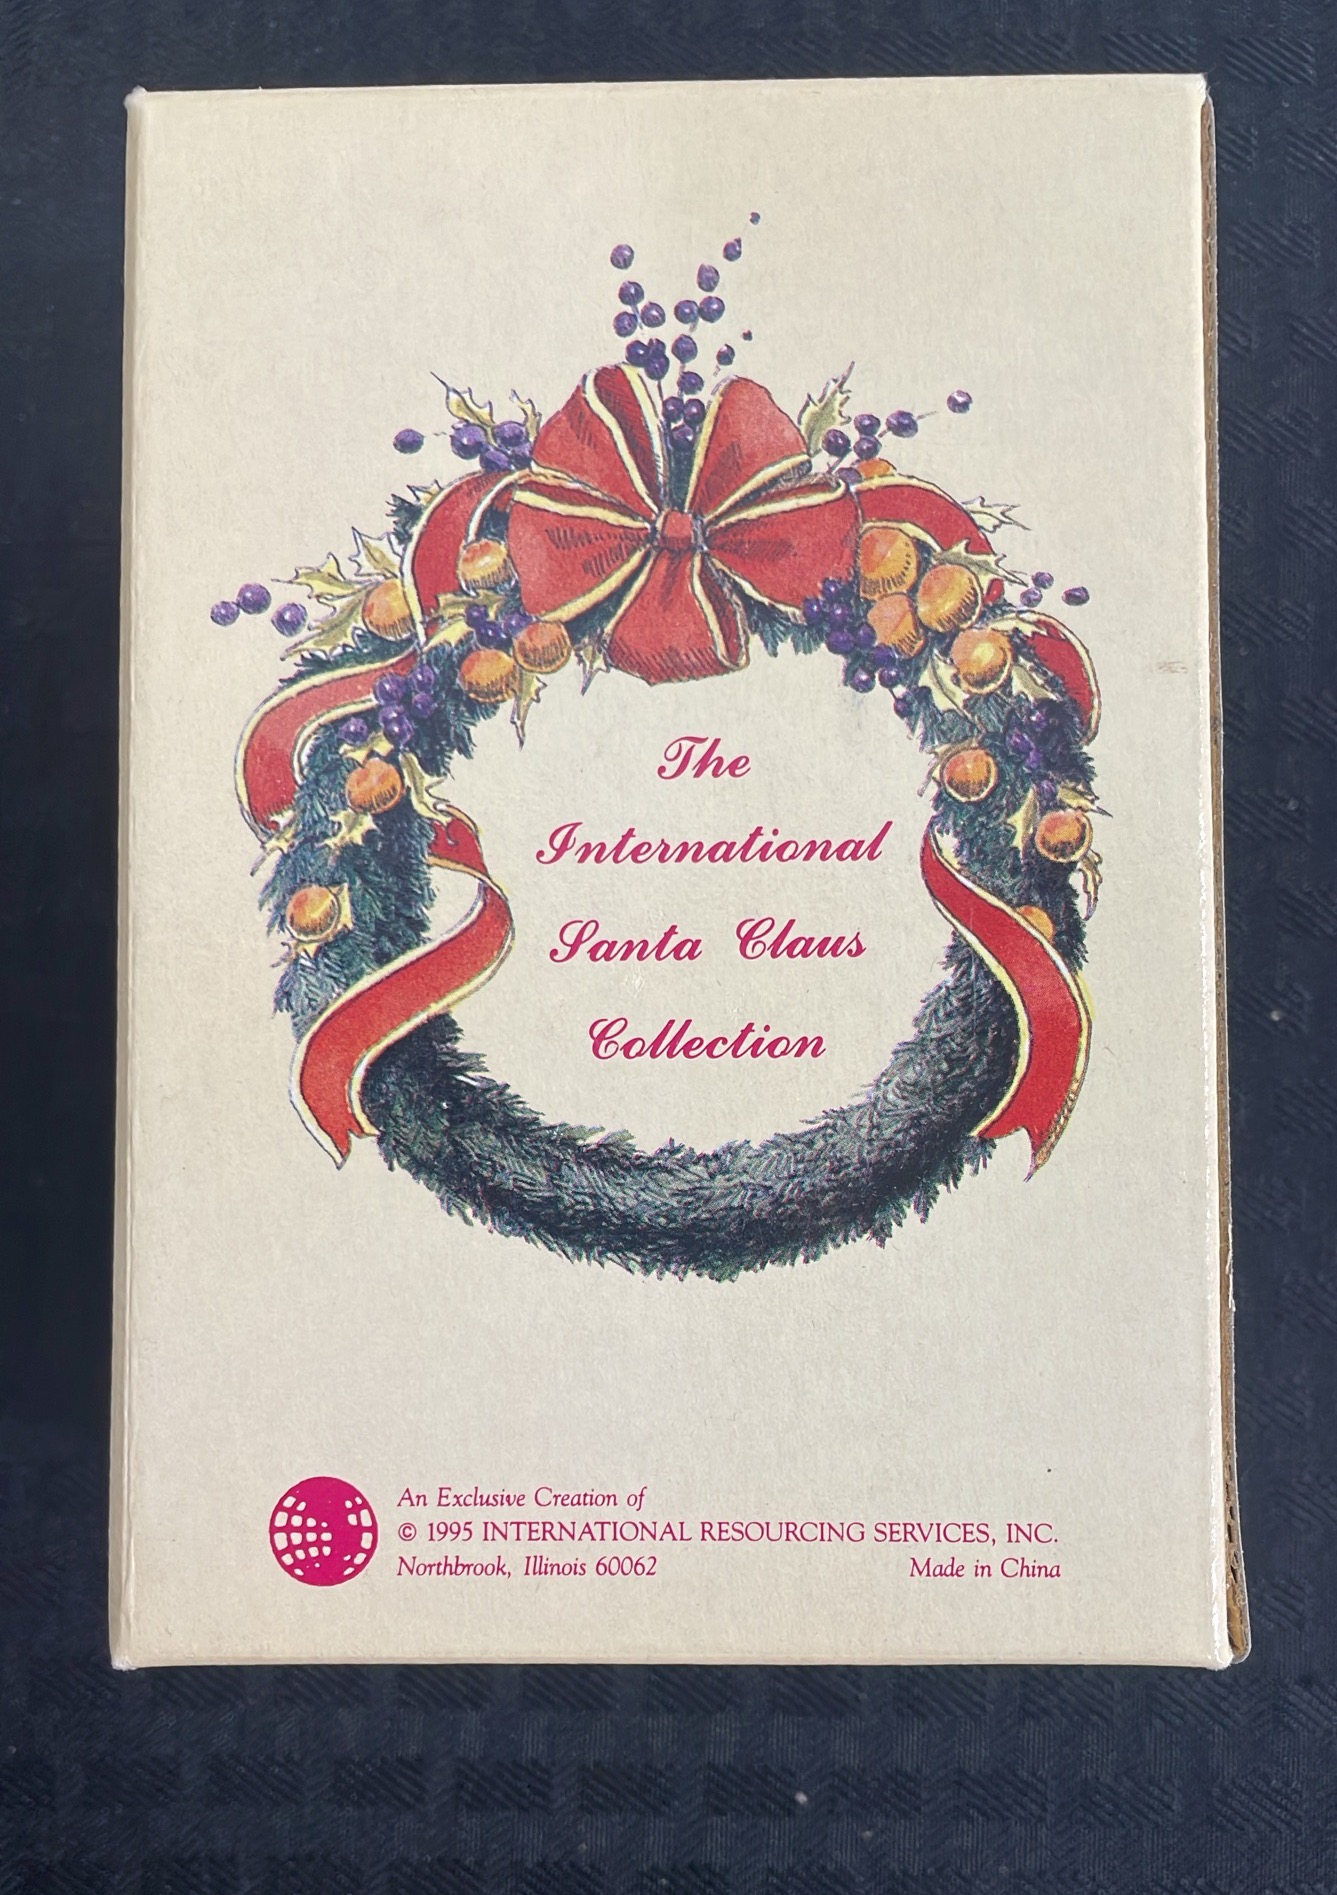 The
International
Santa Claus
Collection
An Exclusive Creation of
© 1995 INTERNATIONAL RESOURCING SERVICES, INC.
Northbrook, Illinois 60062 Made in China